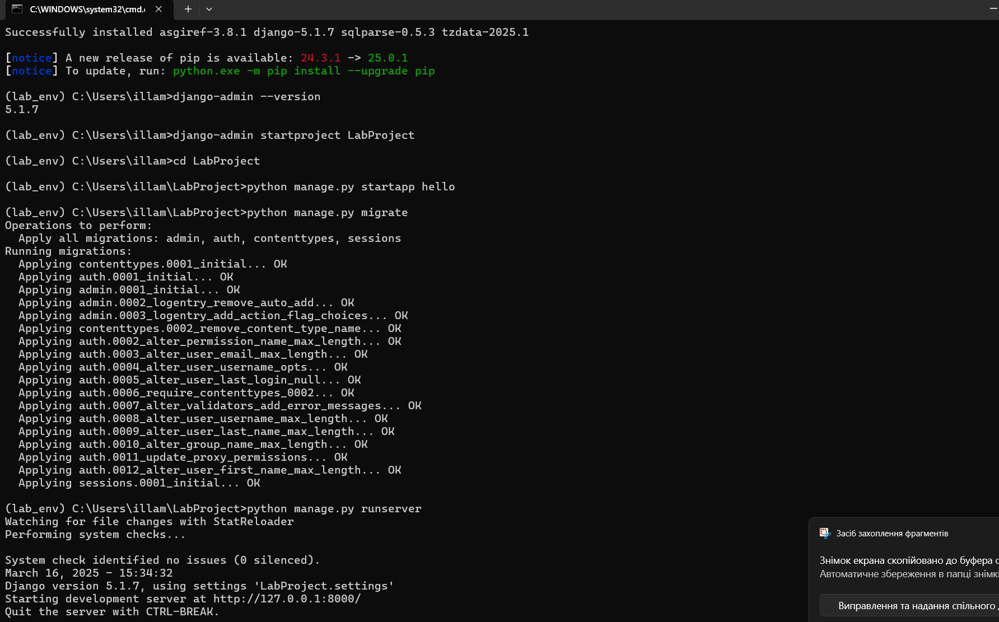 C:\WINDOWS\system32\cmd.
Successfully installed asgiref-3.8.1 django-5.1.7 sqlparse-0.5.3 tzdata-2025.1
[notice] A new release of pip is available: 24.3.1 -> 25.0.1
[notice] To update, run: python.exe -m pip install --upgrade pip
(lab_env) C:\Users\illam>django-admin --version
5.1.7
(lab_env) C:\Users\illam>django-admin startproject LabProject
(lab_env) C:\Users\illam>cd LabProject
(lab_env) C:\Users\illam\LabProject>python manage.py startapp hello
(lab_env) C:\Users\illam\LabProject>python manage.py migrate
Operations to perform:
  Apply all migrations: admin, auth, contenttypes, sessions
Running migrations:
  Applying contenttypes.0001_initial... OK
  Applying auth.0001_initial... OK
  Applying admin.0001_initial... OK
  Applying admin.0002_logentry_remove_auto_add... OK
  Applying admin.0003_logentry_add_action_flag_choices... OK
  Applying contenttypes.0002_remove_content_type_name... OK
  Applying auth.0002_alter_permission_name_max_length... OK
  Applying auth.0003_alter_user_email_max_length... OK
  Applying auth.0004_alter_user_username_opts... OK
  Applying auth.0005_alter_user_last_login_null... OK
  Applying auth.0006_require_contenttypes_0002... OK
  Applying auth.0007_alter_validators_add_error_messages... OK
  Applying auth.0008_alter_user_username_max_length... OK
  Applying auth.0009_alter_user_last_name_max_length... OK
  Applying auth.0010_alter_group_name_max_length... OK
  Applying auth.0011_update_proxy_permissions... OK
  Applying auth.0012_alter_user_first_name_max_length... OK
  Applying sessions.0001_initial... OK
(lab_env) C:\Users\illam\LabProject>python manage.py runserver
Watching for file changes with StatReloader
Performing system checks...
System check identified no issues (0 silenced).
March 16, 2025 - 15:34:32
Django version 5.1.7, using settings 'LabProject.settings'
Starting development server at http://127.0.0.1:8000/
Quit the server with CTRL-BREAK.
Засіб захоплення фрагментів
Знімок екрана скопійовано до буфера
Автоматичне збереження в папці
Виправлення та надання спільного